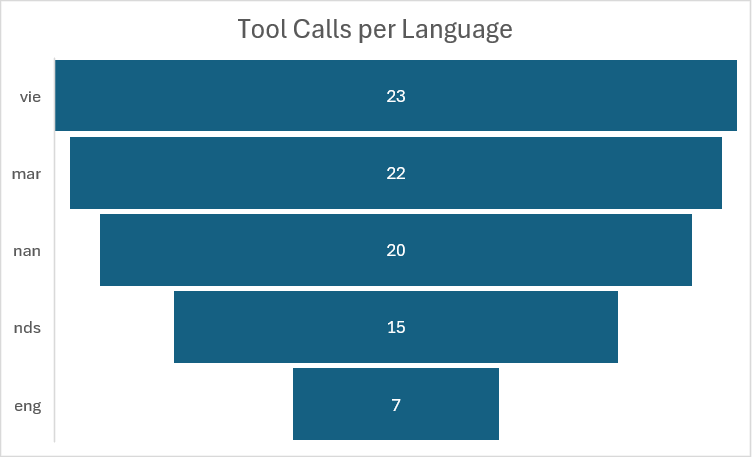 Tool Calls per Language
vie 23
mar 22
nan 20
nds 15
eng 7